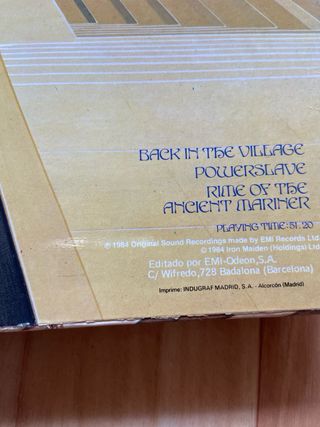 BACK IN THE VILLAGE
POWERSLAVE
RIME OF THE
ANCIENT MARINER
PLAYING TIME: 51.20
℗ 1984 Original Sound Recordings made by EMI Records Ltd
© 1984 Iron Maiden (Holdings) Ltd
Editado por EMI-Odeon, S.A.
C/ Wifredo, 728 Badalona (Barcelona)
Imprime: INDUGRAF MADRID, S.A. - Alcorcón (Madrid)